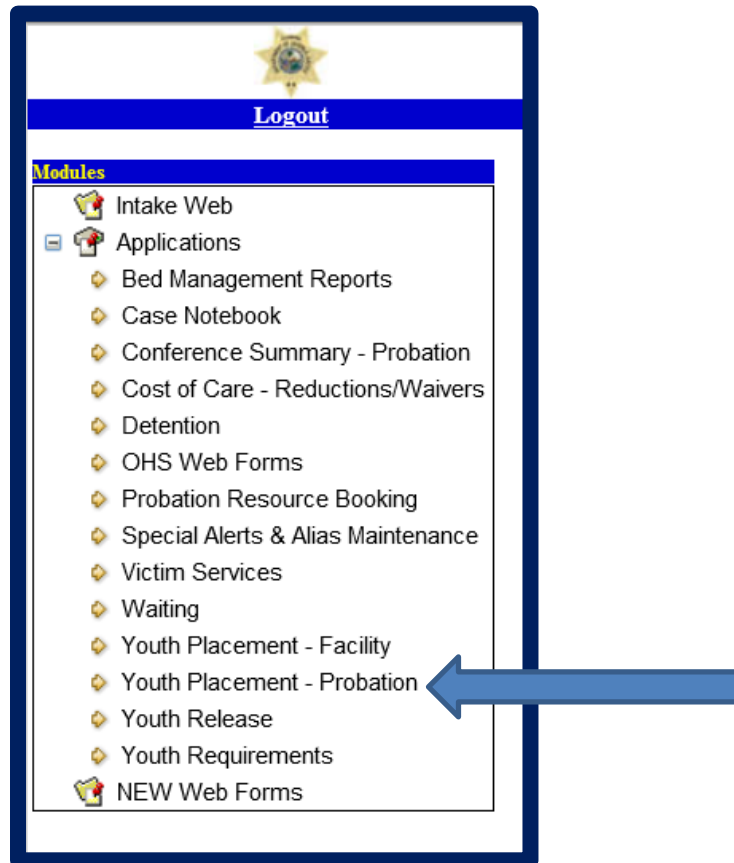 Logout
Modules
Intake Web
Applications
Bed Management Reports
Case Notebook
Conference Summary - Probation
Cost of Care - Reductions/Waivers
Detention
OHS Web Forms
Probation Resource Booking
Special Alerts & Alias Maintenance
Victim Services
Waiting
Youth Placement - Facility
Youth Placement - Probation
Youth Release
Youth Requirements
NEW Web Forms